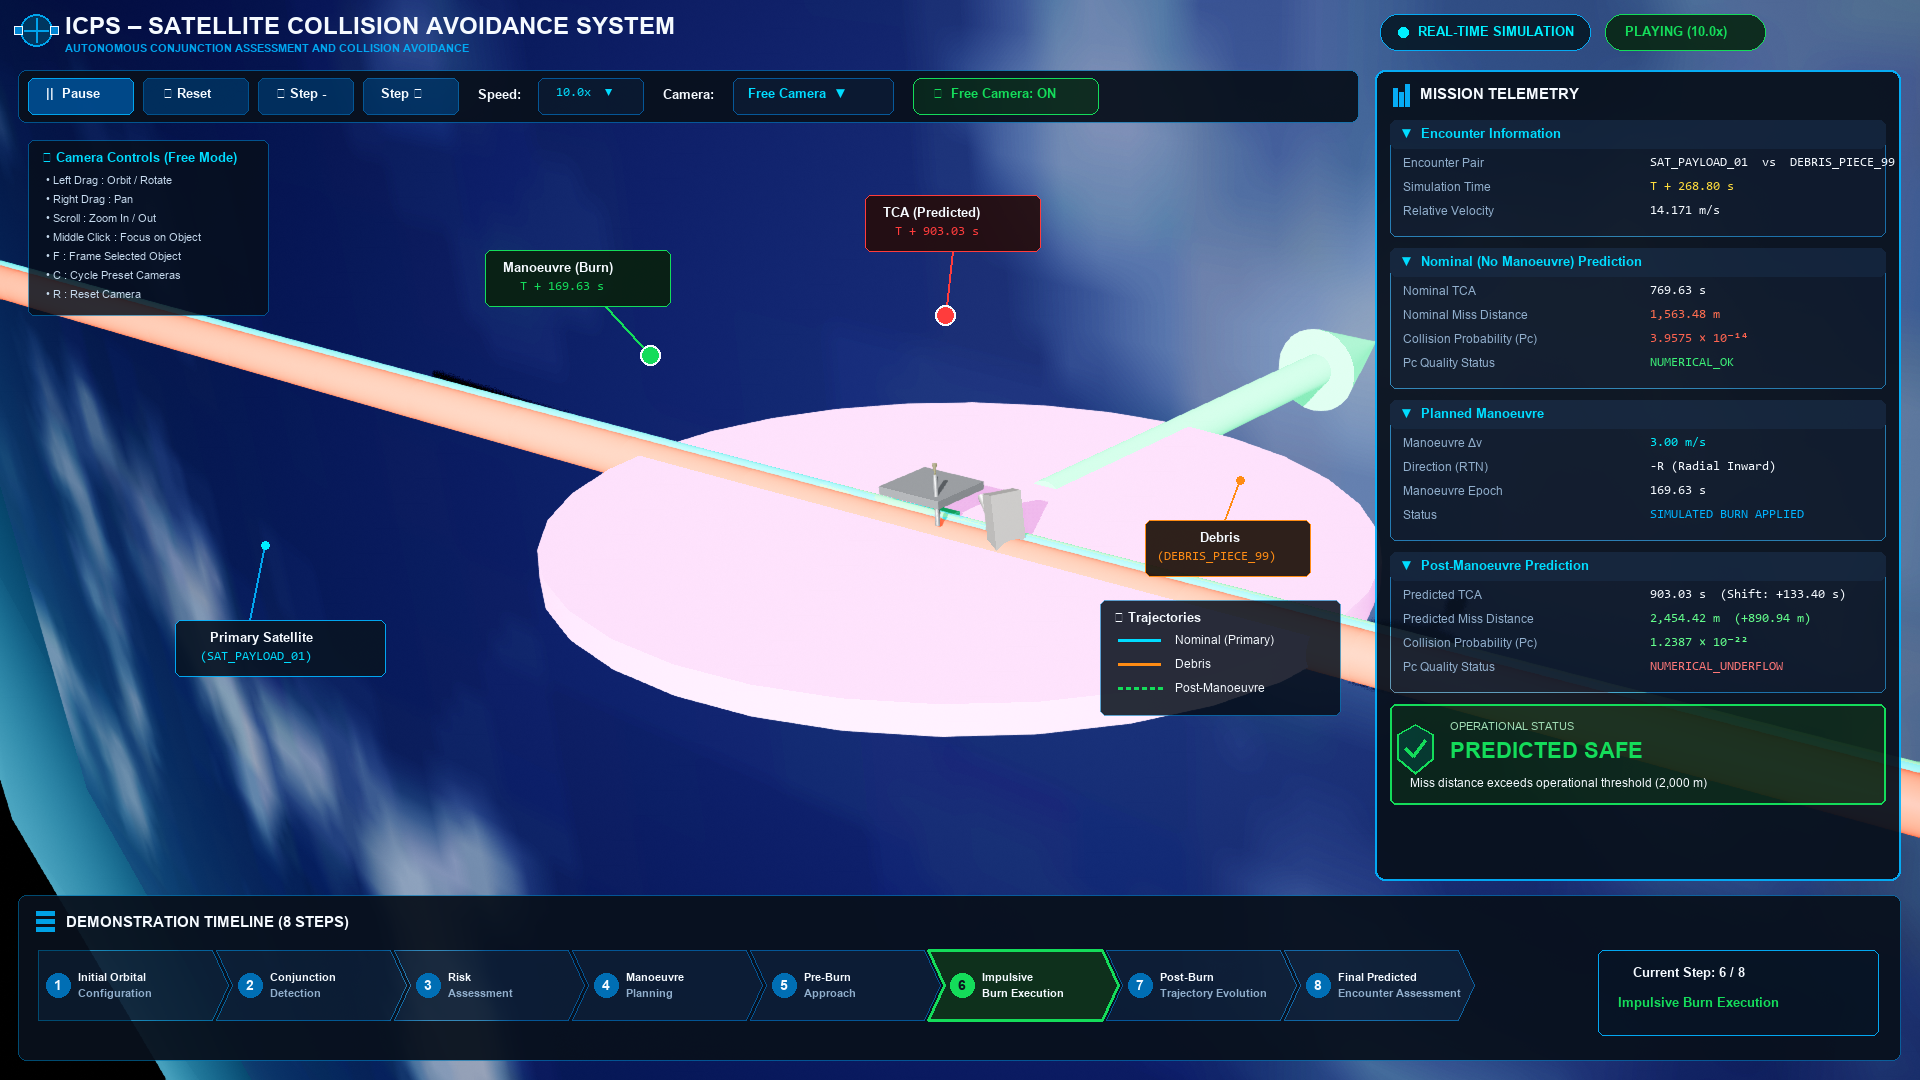 ICPS – SATELLITE COLLISION AVOIDANCE SYSTEM
AUTONOMOUS CONJUNCTION ASSESSMENT AND COLLISION AVOIDANCE
REAL-TIME SIMULATION
PLAYING (10.0x)
|| Pause
Reset
Step -
Step
Speed:
10.0x ▼
Camera:
Free Camera ▼
Free Camera: ON
Camera Controls (Free Mode)
• Left Drag : Orbit / Rotate
• Right Drag : Pan
• Scroll : Zoom In / Out
• Middle Click : Focus on Object
• F : Frame Selected Object
• C : Cycle Preset Cameras
• R : Reset Camera
Manoeuvre (Burn)
T + 169.63 s
TCA (Predicted)
T + 903.03 s
Primary Satellite
(SAT_PAYLOAD_01)
Debris
(DEBRIS_PIECE_99)
Trajectories
Nominal (Primary)
Debris
Post-Manoeuvre
MISSION TELEMETRY
▼ Encounter Information
Encounter Pair SAT_PAYLOAD_01 vs DEBRIS_PIECE_99
Simulation Time T + 268.80 s
Relative Velocity 14.171 m/s
▼ Nominal (No Manoeuvre) Prediction
Nominal TCA 769.63 s
Nominal Miss Distance 1,563.48 m
Collision Probability (Pc) 3.9575 × 10⁻¹⁴
Pc Quality Status NUMERICAL_OK
▼ Planned Manoeuvre
Manoeuvre Δv 3.00 m/s
Direction (RTN) -R (Radial Inward)
Manoeuvre Epoch 169.63 s
Status SIMULATED BURN APPLIED
▼ Post-Manoeuvre Prediction
Predicted TCA 903.03 s (Shift: +133.40 s)
Predicted Miss Distance 2,454.42 m (+890.94 m)
Collision Probability (Pc) 1.2387 × 10⁻²²
Pc Quality Status NUMERICAL_UNDERFLOW
OPERATIONAL STATUS
PREDICTED SAFE
Miss distance exceeds operational threshold (2,000 m)
DEMONSTRATION TIMELINE (8 STEPS)
1 Initial Orbital
Configuration
2 Conjunction
Detection
3 Risk
Assessment
4 Manoeuvre
Planning
5 Pre-Burn
Approach
6 Impulsive
Burn Execution
7 Post-Burn
Trajectory Evolution
8 Final Predicted
Encounter Assessment
Current Step: 6 / 8
Impulsive Burn Execution